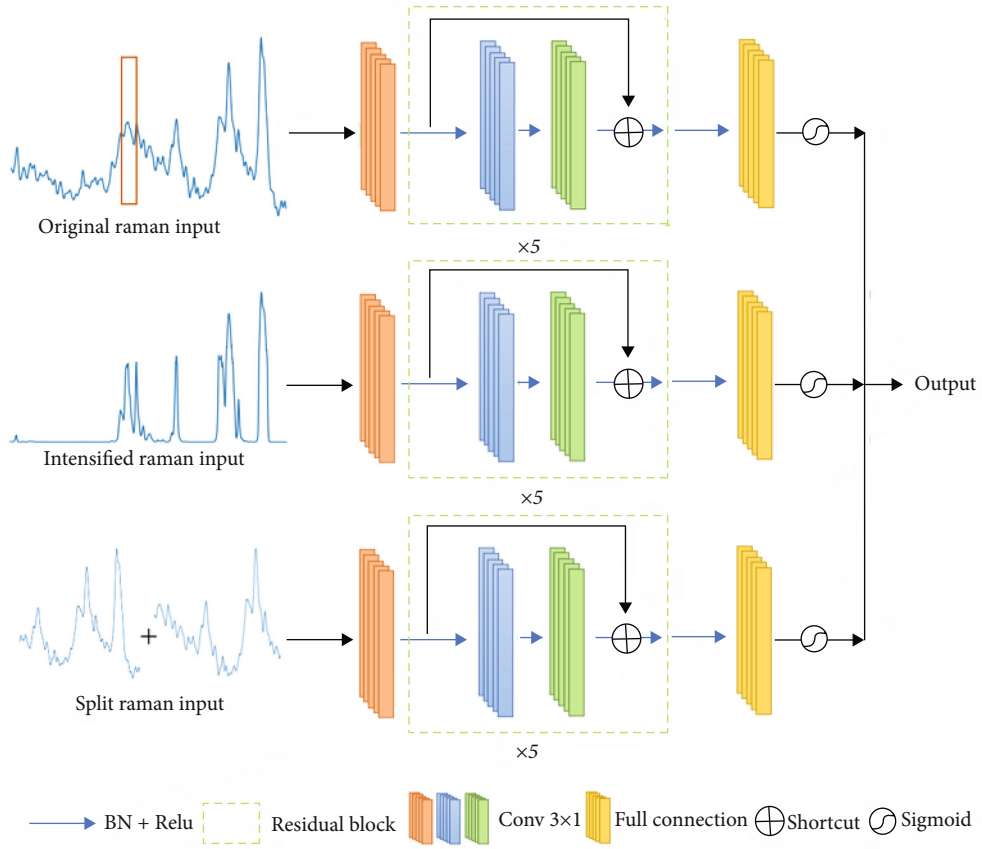 Original raman input
×5
Intensified raman input
×5
Output
+
Split raman input
×5
BN + Relu
Residual block
Conv 3×1
Full connection
Shortcut
Sigmoid